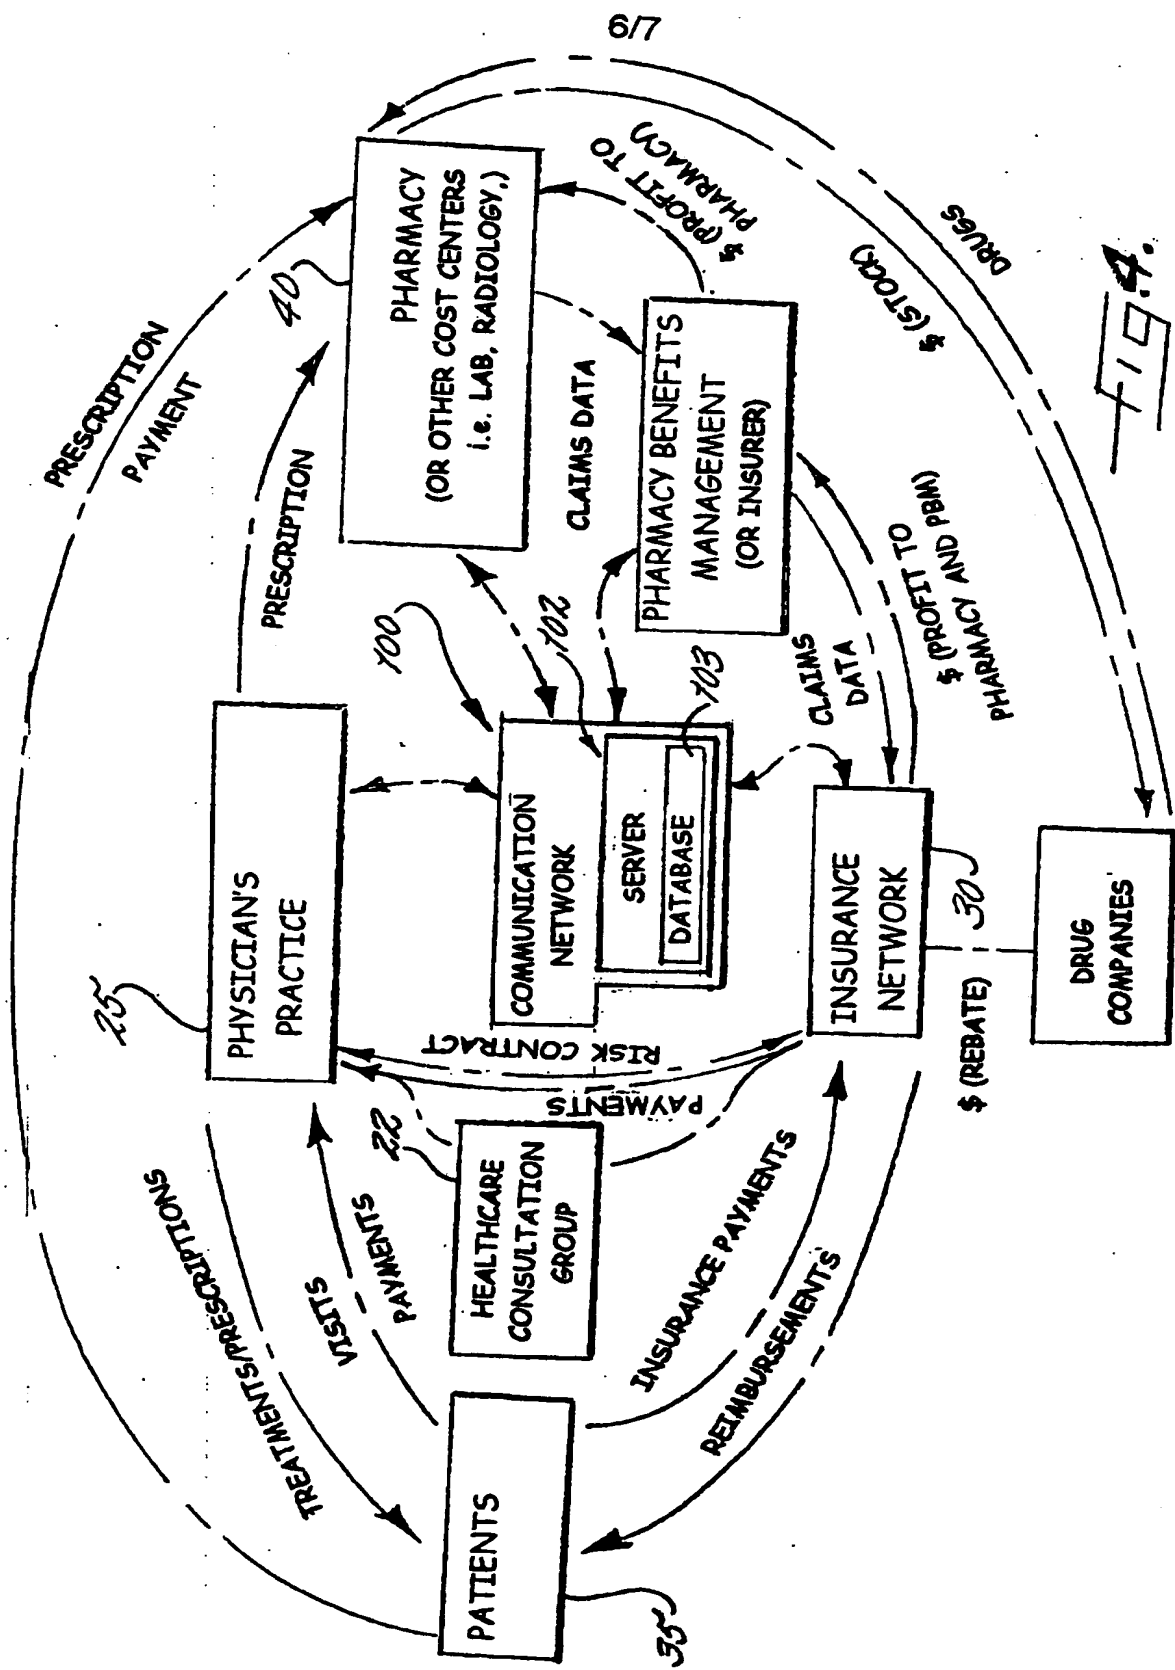 6/7
PRESCRIPTION
PAYMENT
PRESCRIPTION
TREATMENTS/PRESCRIPTIONS
VISITS
PAYMENTS
25
PHYSICIAN'S
PRACTICE
40
PHARMACY
(OR OTHER COST CENTERS
i.e. LAB, RADIOLOGY,)
PATIENTS
35
22
HEALTHCARE
CONSULTATION
GROUP
PAYMENTS
RISK CONTRACT
100
COMMUNICATION
NETWORK
102
SERVER
103
DATABASE
CLAIMS DATA
$ (PROFIT TO
PHARMACY)
PHARMACY BENEFITS
MANAGEMENT
(OR INSURER)
INSURANCE PAYMENTS
REIMBURSEMENTS
INSURANCE
NETWORK
30
CLAIMS
DATA
$ (PROFIT TO
PHARMACY AND PBM)
$ (STOCK)
DRUGS
$ (REBATE)
DRUG
COMPANIES
Fig. 4.